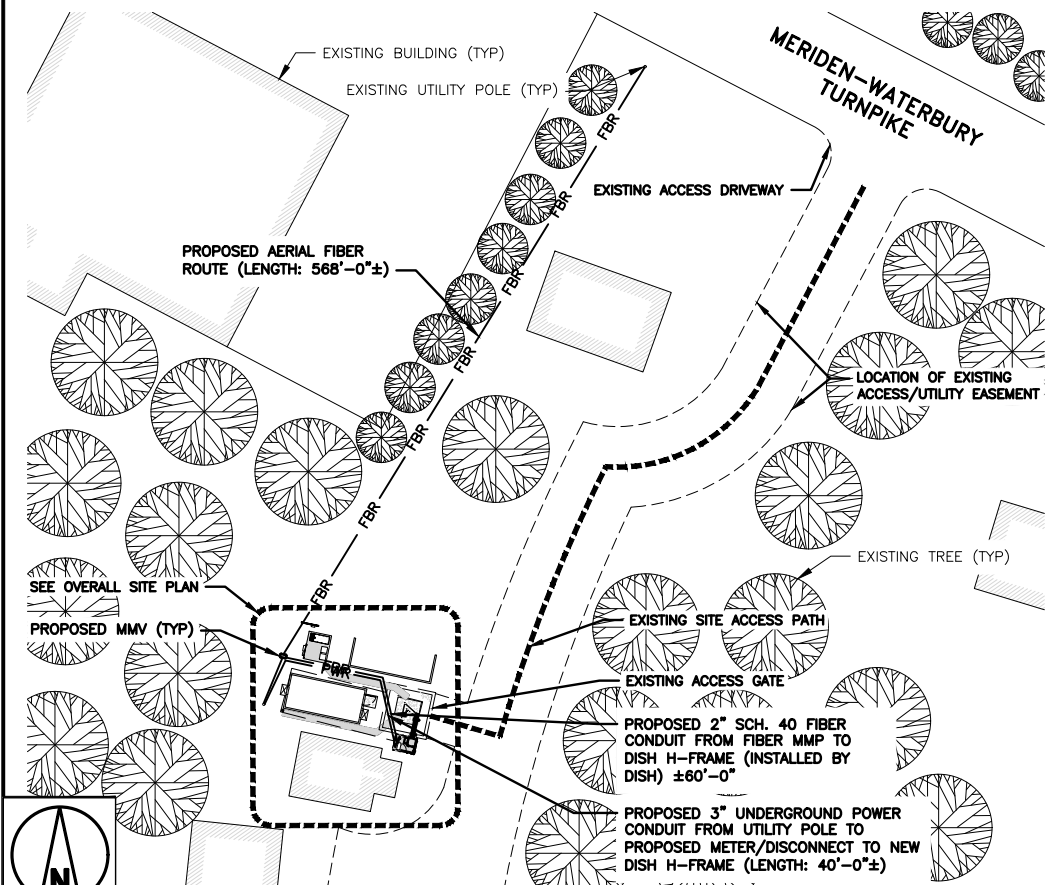 EXISTING BUILDING (TYP)
EXISTING UTILITY POLE (TYP)
MERIDEN-WATERBURY
TURNPIKE
FBR
EXISTING ACCESS DRIVEWAY
FBR
PROPOSED AERIAL FIBER
ROUTE (LENGTH: 568'-0"±)
FBR
FBR
LOCATION OF EXISTING
ACCESS/UTILITY EASEMENT
FBR
FBR
EXISTING TREE (TYP)
SEE OVERALL SITE PLAN
FBR
PROPOSED MMV (TYP)
EXISTING SITE ACCESS PATH
PWR
EXISTING ACCESS GATE
PROPOSED 2" SCH. 40 FIBER
CONDUIT FROM FIBER MMP TO
DISH H-FRAME (INSTALLED BY
DISH) ±60'-0"
PROPOSED 3" UNDERGROUND POWER
CONDUIT FROM UTILITY POLE TO
PROPOSED METER/DISCONNECT TO NEW
DISH H-FRAME (LENGTH: 40'-0"±)
N